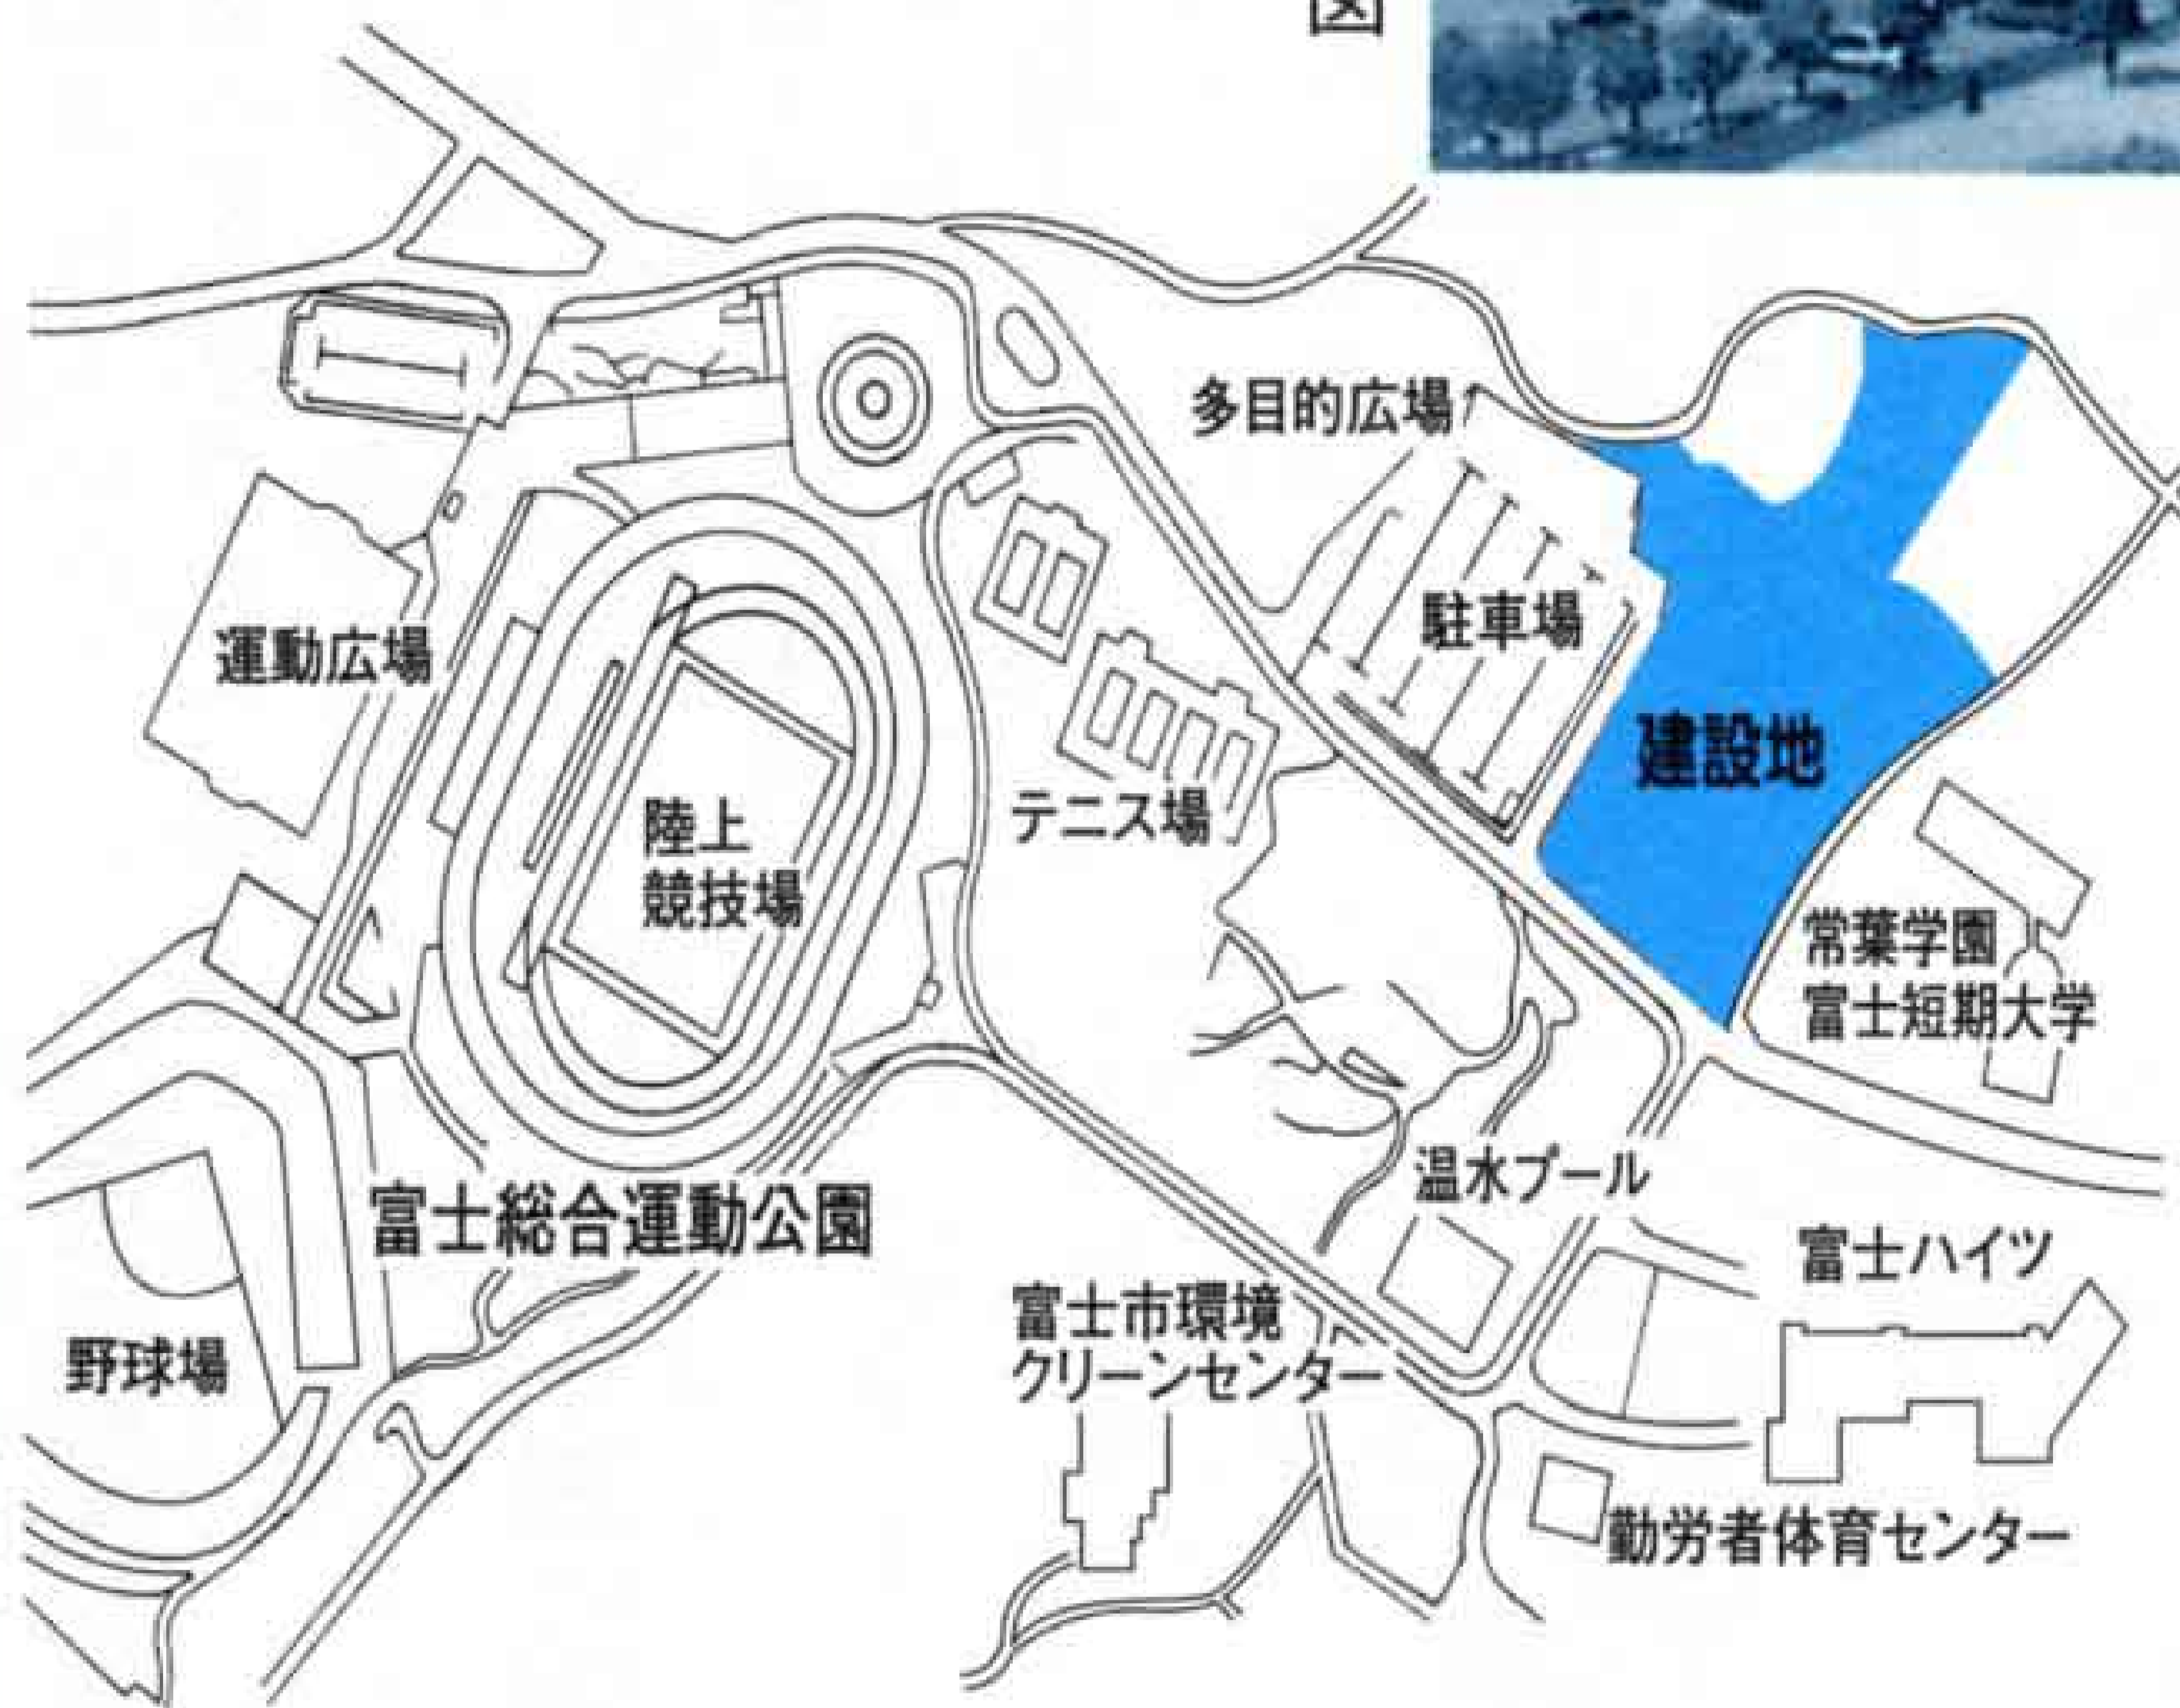 図
多目的広場
駐車場
運動広場
建設地
陸上
競技場
テニス場
常葉学園
富士短期大学
温水プール
富士総合運動公園
富士ハイツ
富士市環境
クリーンセンター
野球場
勤労者体育センター